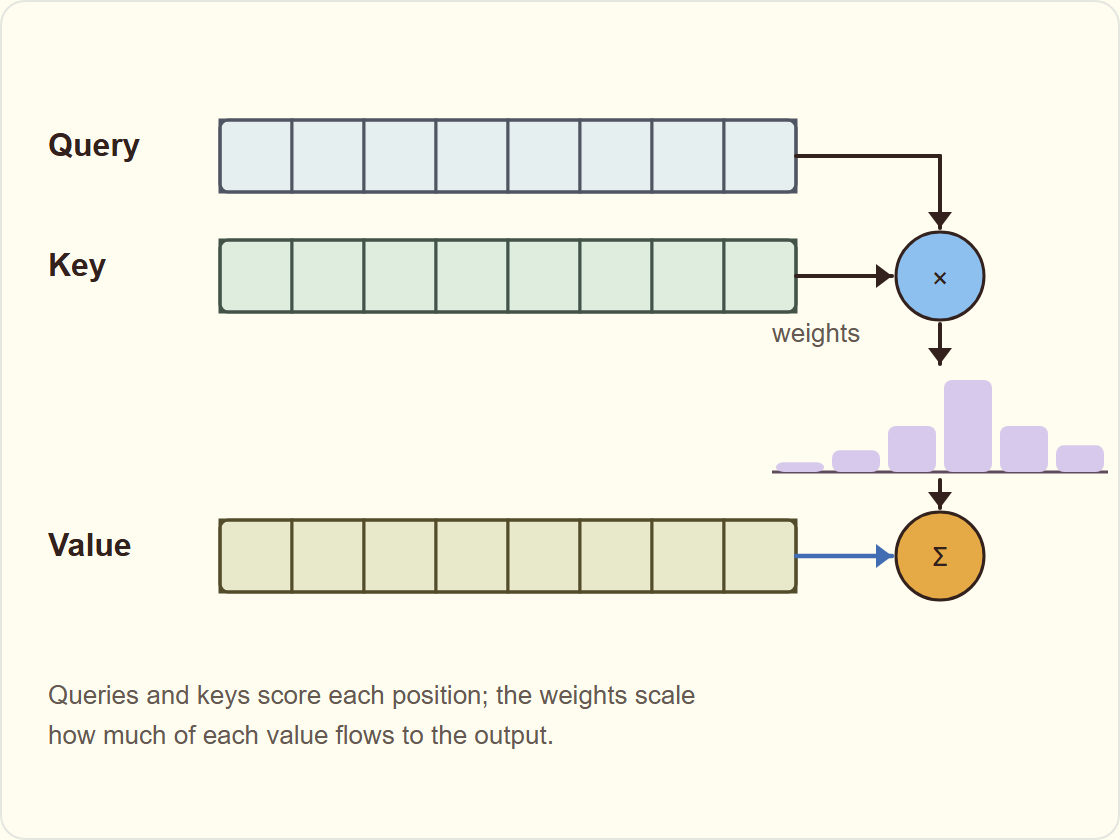 Query
Key
×
weights
Value
Σ
Queries and keys score each position; the weights scale
how much of each value flows to the output.